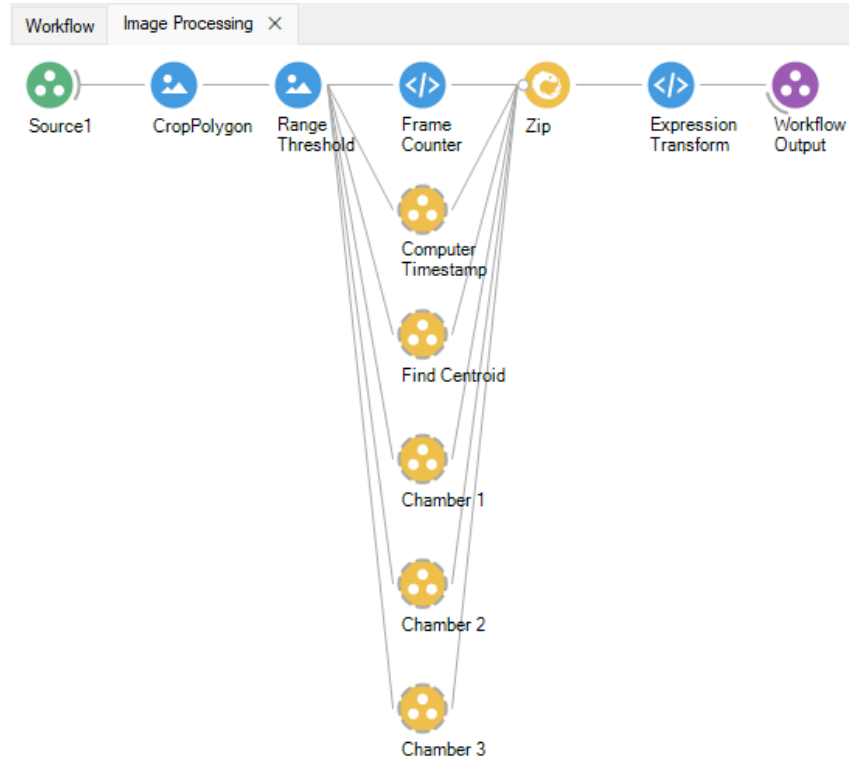 Workflow
Image Processing
Source1
CropPolygon
Range
Threshold
Frame
Counter
Zip
Expression
Transform
Workflow
Output
Computer
Timestamp
Find Centroid
Chamber 1
Chamber 2
Chamber 3